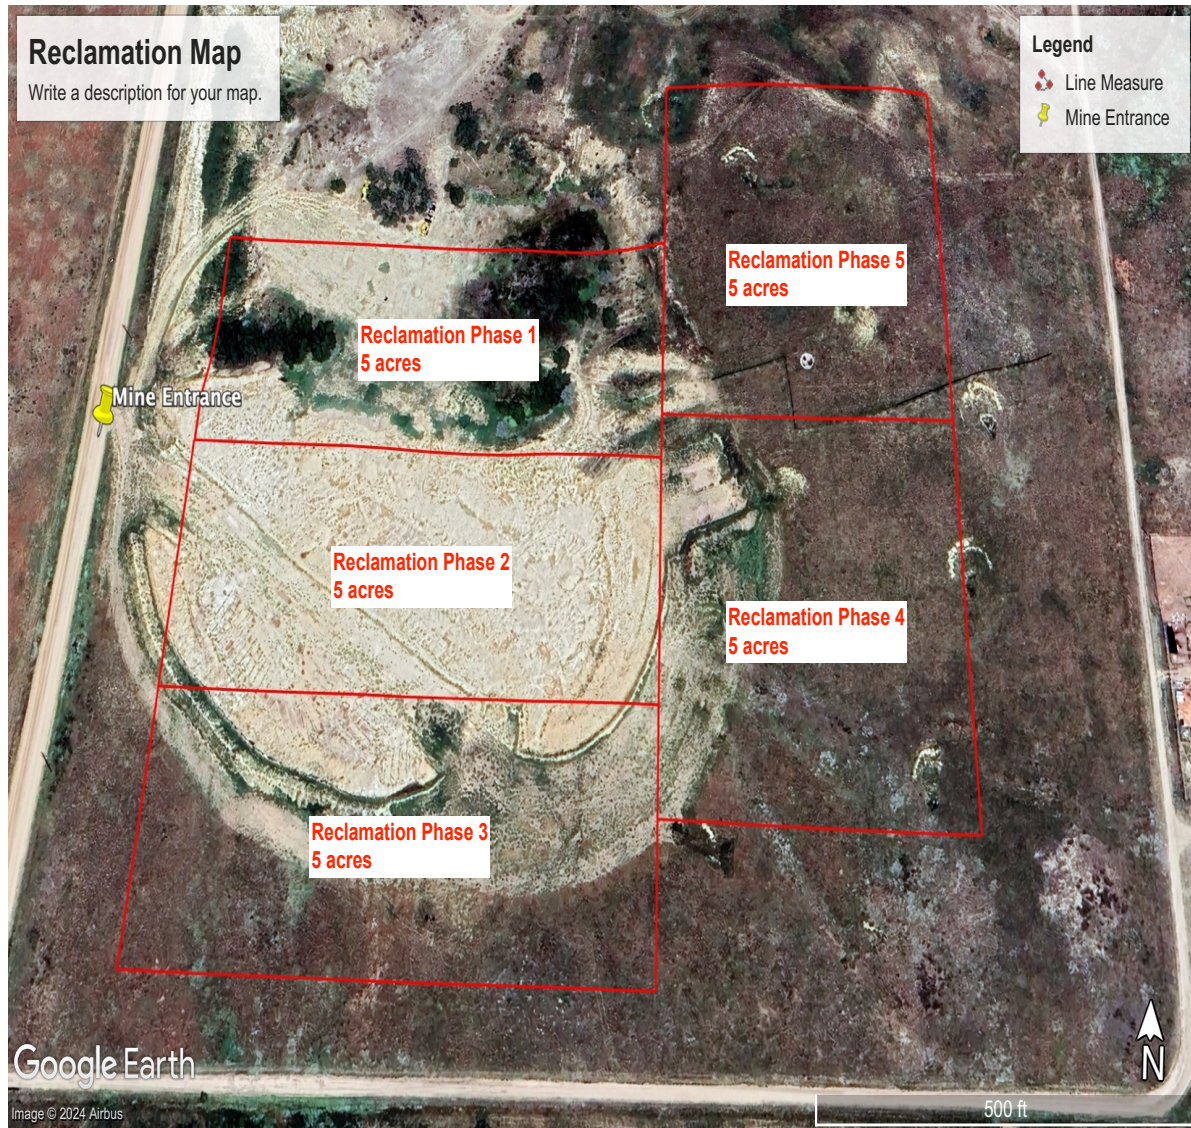 Reclamation Map
Write a description for your map.
Legend
Line Measure
Mine Entrance
Reclamation Phase 5
5 acres
Reclamation Phase 1
5 acres
Mine Entrance
Reclamation Phase 2
5 acres
Reclamation Phase 4
5 acres
Reclamation Phase 3
5 acres
N
Google Earth
Image © 2024 Airbus
500 ft